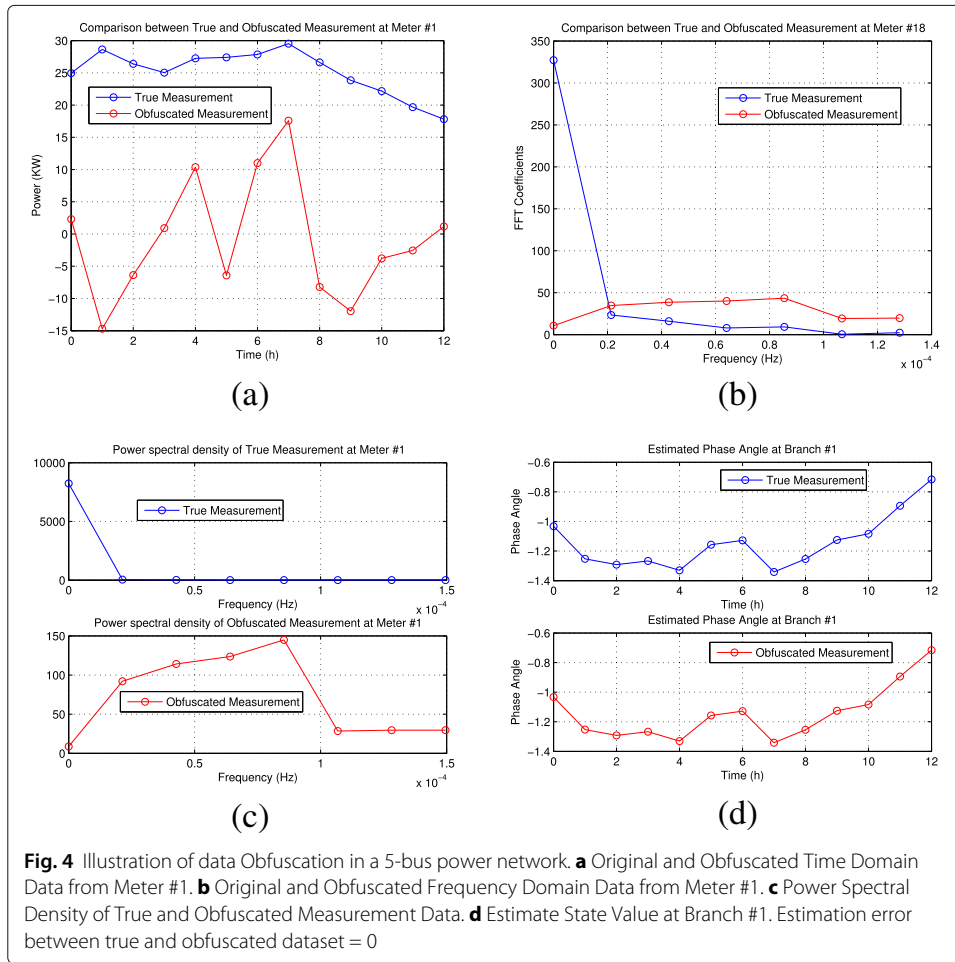 Comparison between True and Obfuscated Measurement at Meter #1
30
25
20
15
10
5
0
−5
−10
−15
Power (KW)
True Measurement
Obfuscated Measurement
0 2 4 6 8 10 12
Time (h)
(a)
Comparison between True and Obfuscated Measurement at Meter #18
350
300
250
200
150
100
50
0
FFT Coefficients
True Measurement
Obfuscated Measurement
0 0.2 0.4 0.6 0.8 1 1.2 1.4
Frequency (Hz)
x 10⁻⁴
(b)
Power spectral density of True Measurement at Meter #1
10000
5000
0
True Measurement
0 0.5 1 1.5
Frequency (Hz)
x 10⁻⁴
Power spectral density of Obfuscated Measurement at Meter #1
150
100
50
0
Obfuscated Measurement
0 0.5 1 1.5
Frequency (Hz)
x 10⁻⁴
(c)
Estimated Phase Angle at Branch #1
−0.6
−0.8
−1
−1.2
−1.4
Phase Angle
True Measurement
0 2 4 6 8 10 12
Time (h)
Estimated Phase Angle at Branch #1
−0.6
−0.8
−1
−1.2
−1.4
Phase Angle
Obfuscated Measurement
0 2 4 6 8 10 12
Time (h)
(d)
Fig. 4 Illustration of data Obfuscation in a 5-bus power network. a Original and Obfuscated Time Domain
Data from Meter #1. b Original and Obfuscated Frequency Domain Data from Meter #1. c Power Spectral
Density of True and Obfuscated Measurement Data. d Estimate State Value at Branch #1. Estimation error
between true and obfuscated dataset = 0